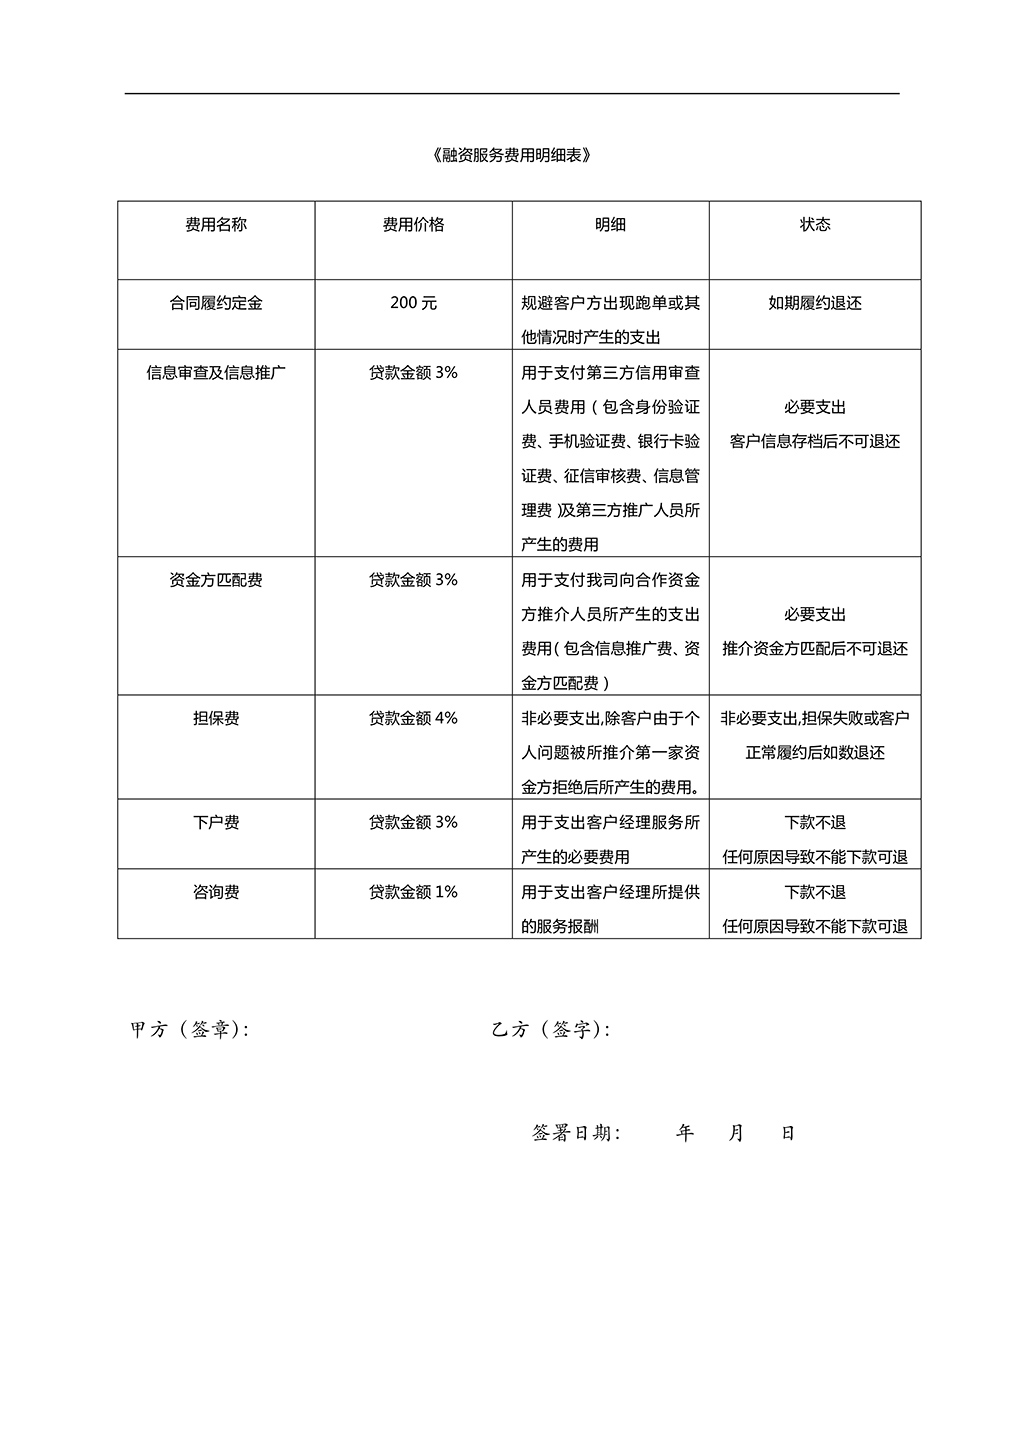 《融资服务费用明细表》
费用名称 费用价格 明细 状态
合同履约定金 200 元 规避客户方出现跑单或其 如期履约退还
他情况时产生的支出
信息审查及信息推广 贷款金额 3% 用于支付第三方信用审查
人员费用（包含身份验证 必要支出
费、手机验证费、银行卡验 客户信息存档后不可退还
证费、征信审核费、信息管
理费）及第三方推广人员所
产生的费用
资金方匹配费 贷款金额 3% 用于支付我司向合作资金
方推介人员所产生的支出 必要支出
费用（包含信息推广费、资 推介资金方匹配后不可退还
金方匹配费）
担保费 贷款金额 4% 非必要支出,除客户由于个 非必要支出,担保失败或客户
人问题被所推介第一家资 正常履约后如数退还
金方拒绝后所产生的费用。
下户费 贷款金额 3% 用于支出客户经理服务所 下款不退
产生的必要费用 任何原因导致不能下款可退
咨询费 贷款金额 1% 用于支出客户经理所提供 下款不退
的服务报酬 任何原因导致不能下款可退
甲方（签章）： 乙方（签字）：
签署日期： 年 月 日